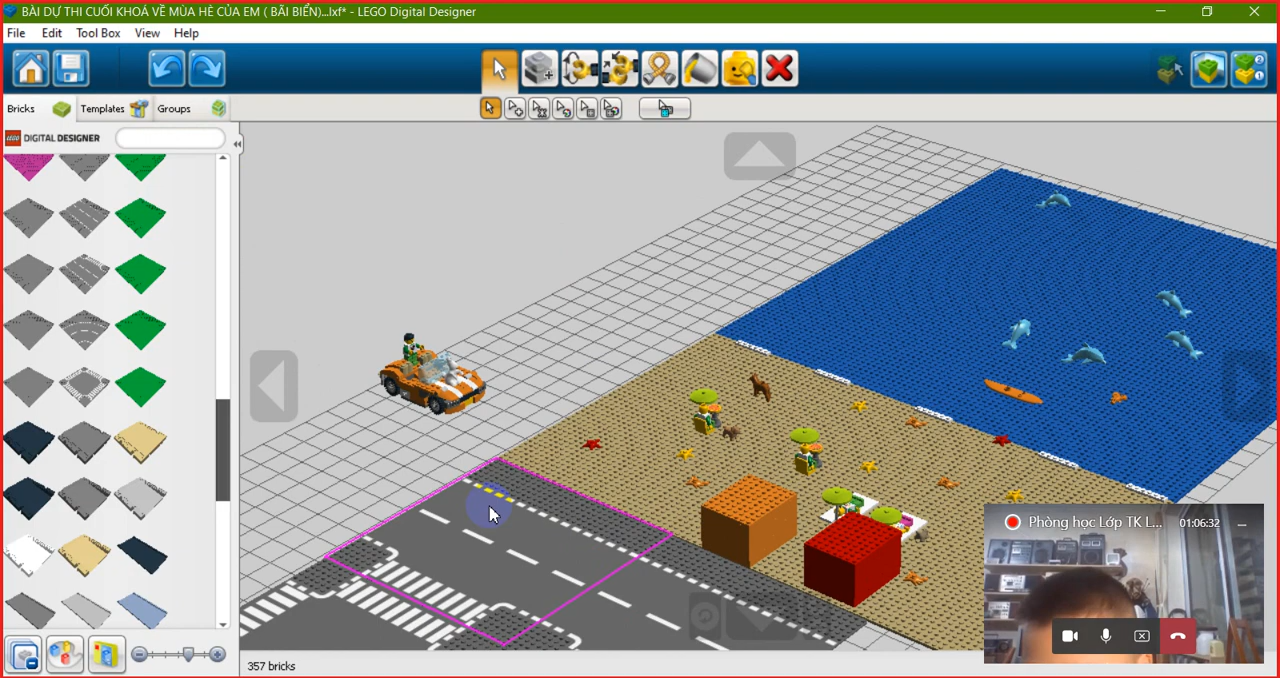 BÀI DỰ THI CUỐI KHOÁ VỀ MÙA HÈ CỦA EM ( BÃI BIỂN)...lxf* - LEGO Digital Designer
File Edit Tool Box View Help
Bricks Templates Groups
LEGO DIGITAL DESIGNER
Phòng học Lớp TK L... 01:06:32
357 bricks